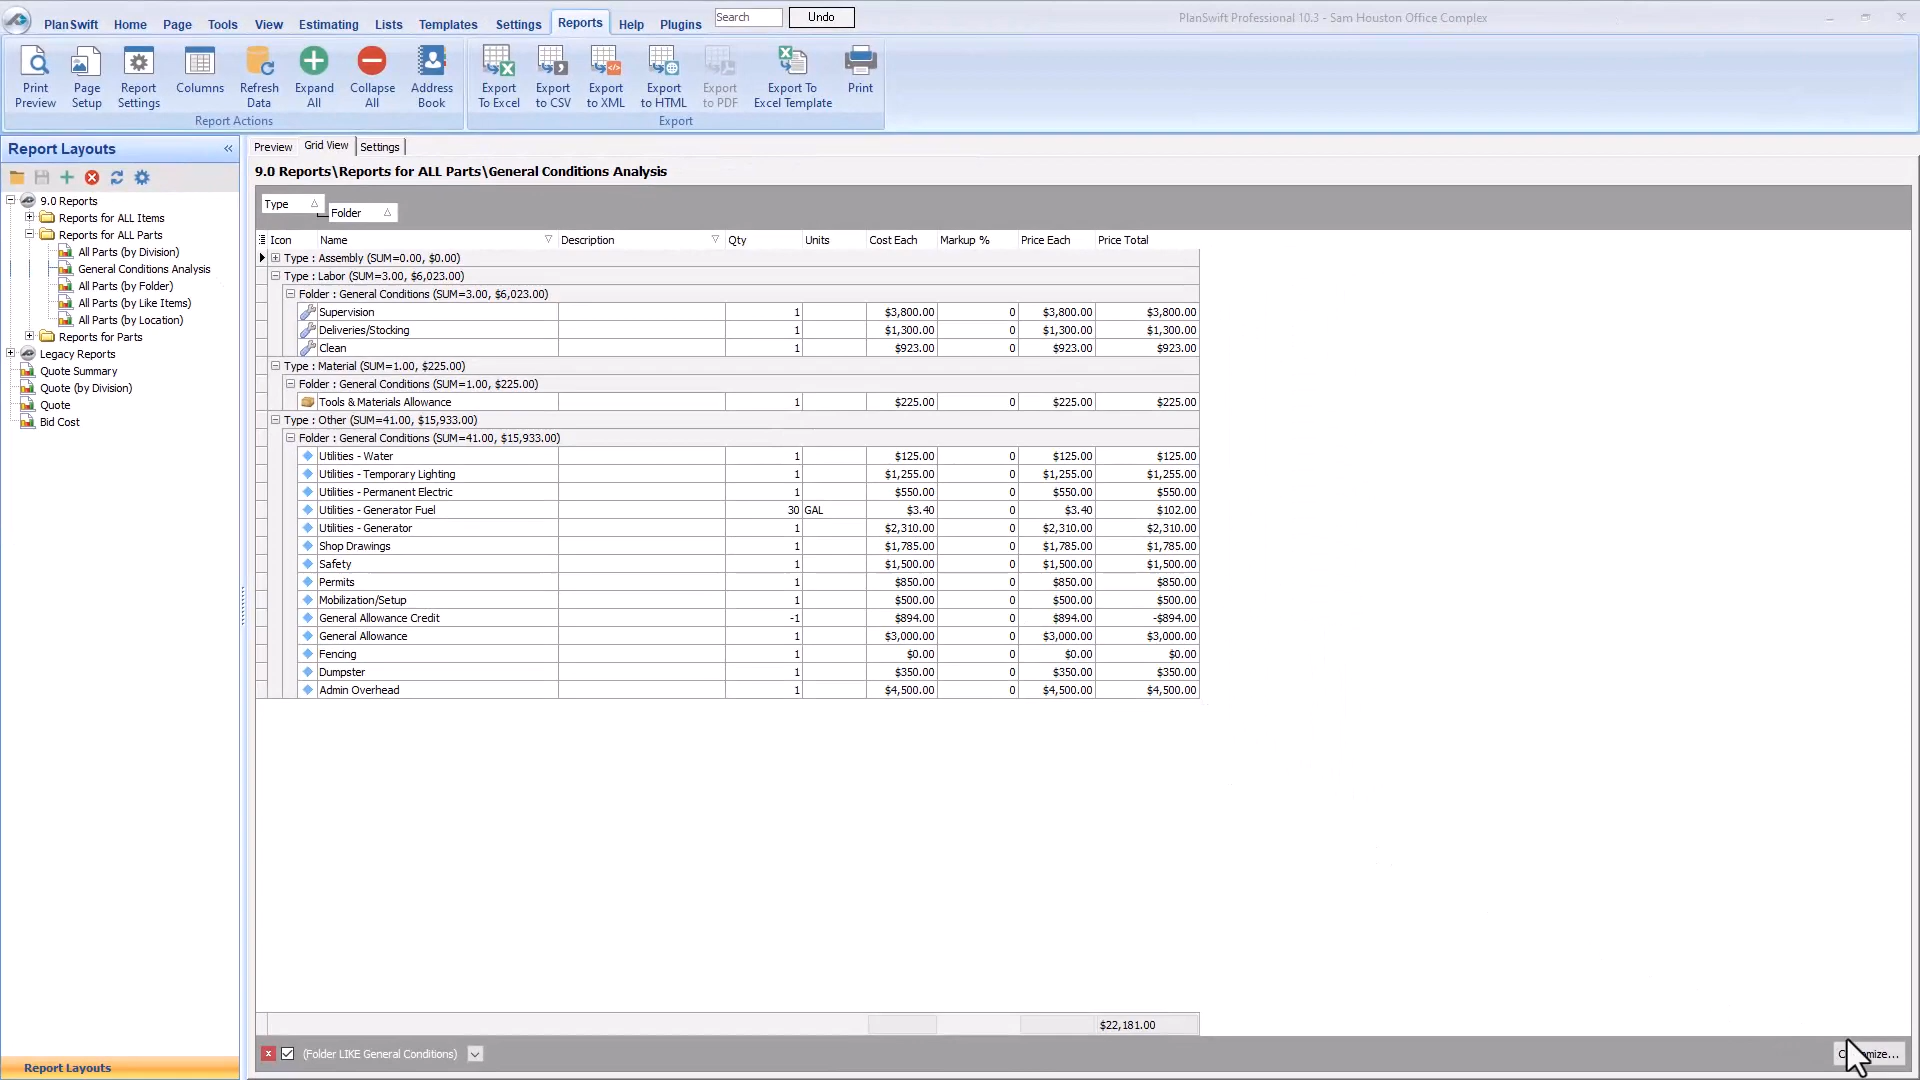 PlanSwift Home Page Tools View Estimating Lists Templates Settings Reports Help Plugins Search Undo PlanSwift Professional 10.3 - Sam Houston Office Complex
Print Preview Page Setup Report Settings Columns Refresh Data Expand All Collapse All Address Book Export To Excel Export to CSV Export to XML Export to HTML Export to PDF Export To Excel Template Print
Report Actions Export
Report Layouts «
9.0 Reports
Reports for ALL Items
Reports for ALL Parts
All Parts (by Division)
General Conditions Analysis
All Parts (by Folder)
All Parts (by Like Items)
All Parts (by Location)
Reports for Parts
Legacy Reports
Quote Summary
Quote (by Division)
Quote
Bid Cost
Report Layouts
Preview Grid View Settings
9.0 Reports\Reports for ALL Parts\General Conditions Analysis
Type
Folder
Icon Name Description Qty Units Cost Each Markup % Price Each Price Total
Type : Assembly (SUM=0.00, $0.00)
Type : Labor (SUM=3.00, $6,023.00)
Folder : General Conditions (SUM=3.00, $6,023.00)
Supervision 1 $3,800.00 0 $3,800.00 $3,800.00
Deliveries/Stocking 1 $1,300.00 0 $1,300.00 $1,300.00
Clean 1 $923.00 0 $923.00 $923.00
Type : Material (SUM=1.00, $225.00)
Folder : General Conditions (SUM=1.00, $225.00)
Tools & Materials Allowance 1 $225.00 0 $225.00 $225.00
Type : Other (SUM=41.00, $15,933.00)
Folder : General Conditions (SUM=41.00, $15,933.00)
Utilities - Water 1 $125.00 0 $125.00 $125.00
Utilities - Temporary Lighting 1 $1,255.00 0 $1,255.00 $1,255.00
Utilities - Permanent Electric 1 $550.00 0 $550.00 $550.00
Utilities - Generator Fuel 30 GAL $3.40 0 $3.40 $102.00
Utilities - Generator 1 $2,310.00 0 $2,310.00 $2,310.00
Shop Drawings 1 $1,785.00 0 $1,785.00 $1,785.00
Safety 1 $1,500.00 0 $1,500.00 $1,500.00
Permits 1 $850.00 0 $850.00 $850.00
Mobilization/Setup 1 $500.00 0 $500.00 $500.00
General Allowance Credit -1 $894.00 0 $894.00 -$894.00
General Allowance 1 $3,000.00 0 $3,000.00 $3,000.00
Fencing 1 $0.00 0 $0.00 $0.00
Dumpster 1 $350.00 0 $350.00 $350.00
Admin Overhead 1 $4,500.00 0 $4,500.00 $4,500.00
$22,181.00
(Folder LIKE General Conditions)